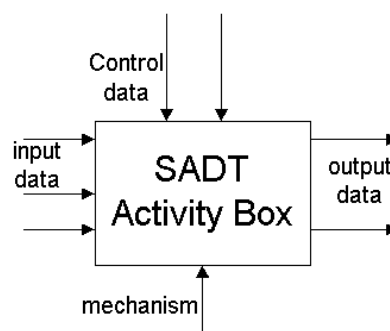 Control
data
input
data
SADT
Activity Box
output
data
mechanism